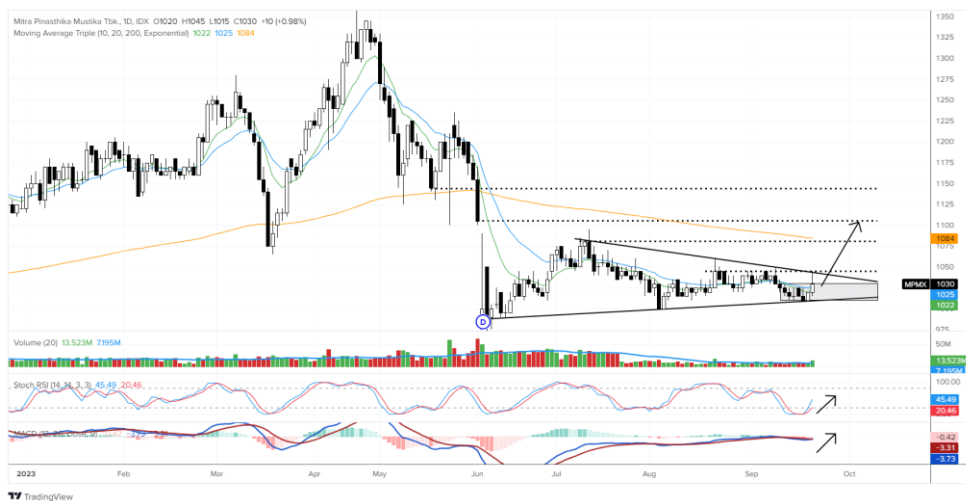 Mitra Pinasthika Mustika Tbk., 1D, IDX O1020 H1045 L1015 C1030 +10 (+0.98%)
Moving Average Triple (10, 20, 200, Exponential) 1022 1025 1084
1350
1325
1300
1275
1250
1225
1200
1175
1150
1125
1100
1084
1050
MPMX 1030
1025
1022
975
D
Volume (20) 13.523M 7.195M
50M
13.523M
7.195M
Stoch RSI (14, 14, 3, 3) 45.49 20.46
100.00
45.49
20.46
-0.42
-3.31
-3.73
2023 Feb Mar Apr May Jun Jul Aug Sep Oct
TradingView